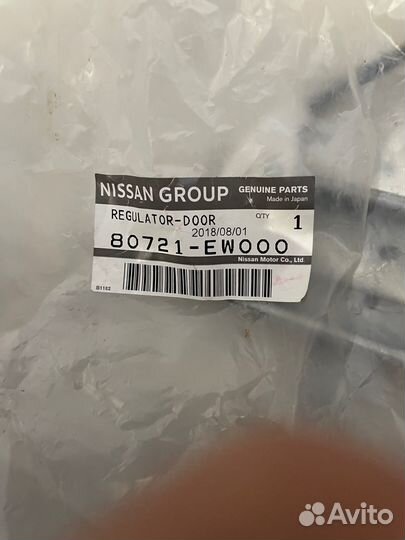 NISSAN GROUP GENUINE PARTS
Made in Japan
REGULATOR-DOOR Q'TY 1
2018/08/01
80721-EW000
Nissan Motor Co., Ltd.
B1182
Avito